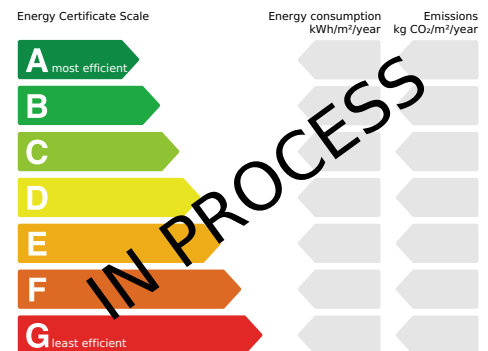 Energy Certificate Scale
Energy consumption
kWh/m²/year
Emissions
kg CO₂/m²/year
A most efficient
B
C
D
E
F
G least efficient
IN PROCESS